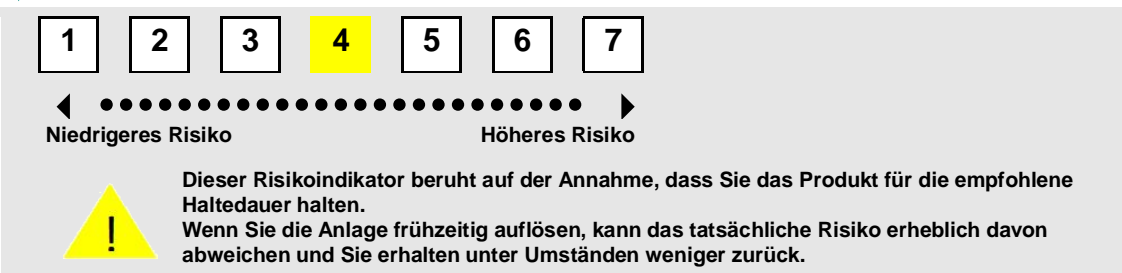 1 2 3 4 5 6 7
Niedrigeres Risiko Höheres Risiko
Dieser Risikoindikator beruht auf der Annahme, dass Sie das Produkt für die empfohlene
Haltedauer halten.
Wenn Sie die Anlage frühzeitig auflösen, kann das tatsächliche Risiko erheblich davon
abweichen und Sie erhalten unter Umständen weniger zurück.
!